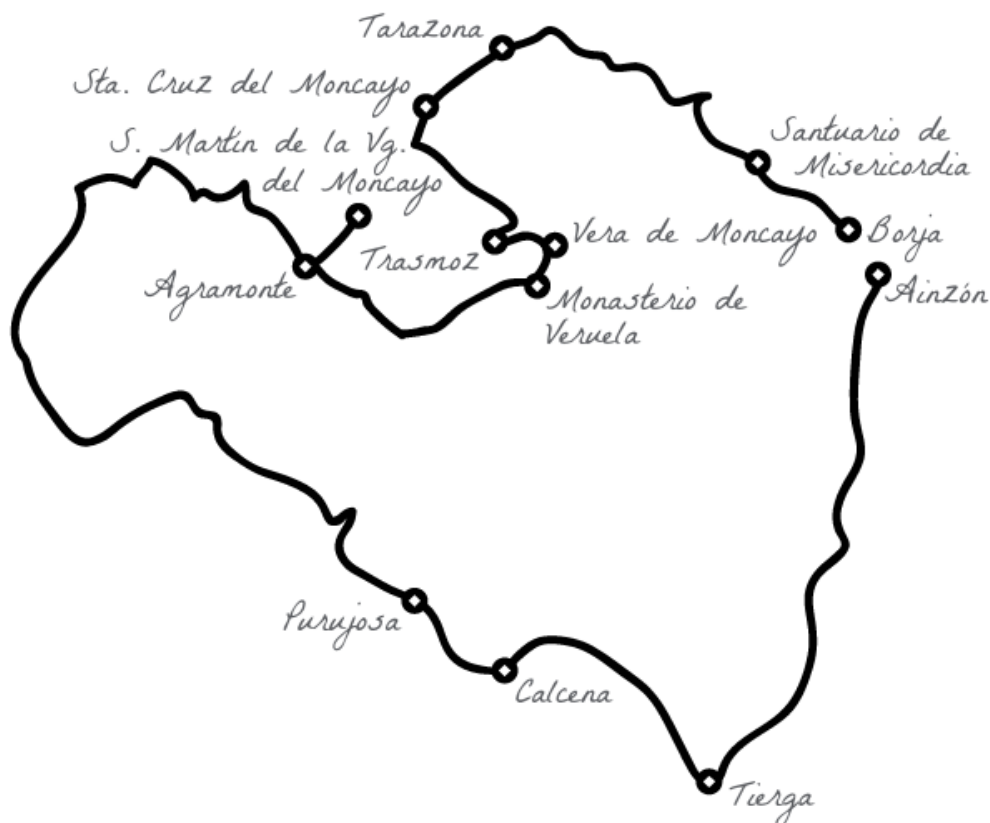 Tarazona
Sta. Cruz del Moncayo
S. Martín de la Vg.
del Moncayo
Santuario de
Misericordia
Borja
Vera de Moncayo
Trasmoz
Agramonte
Ainzón
Monasterio de
Veruela
Purujosa
Calcena
Tierga